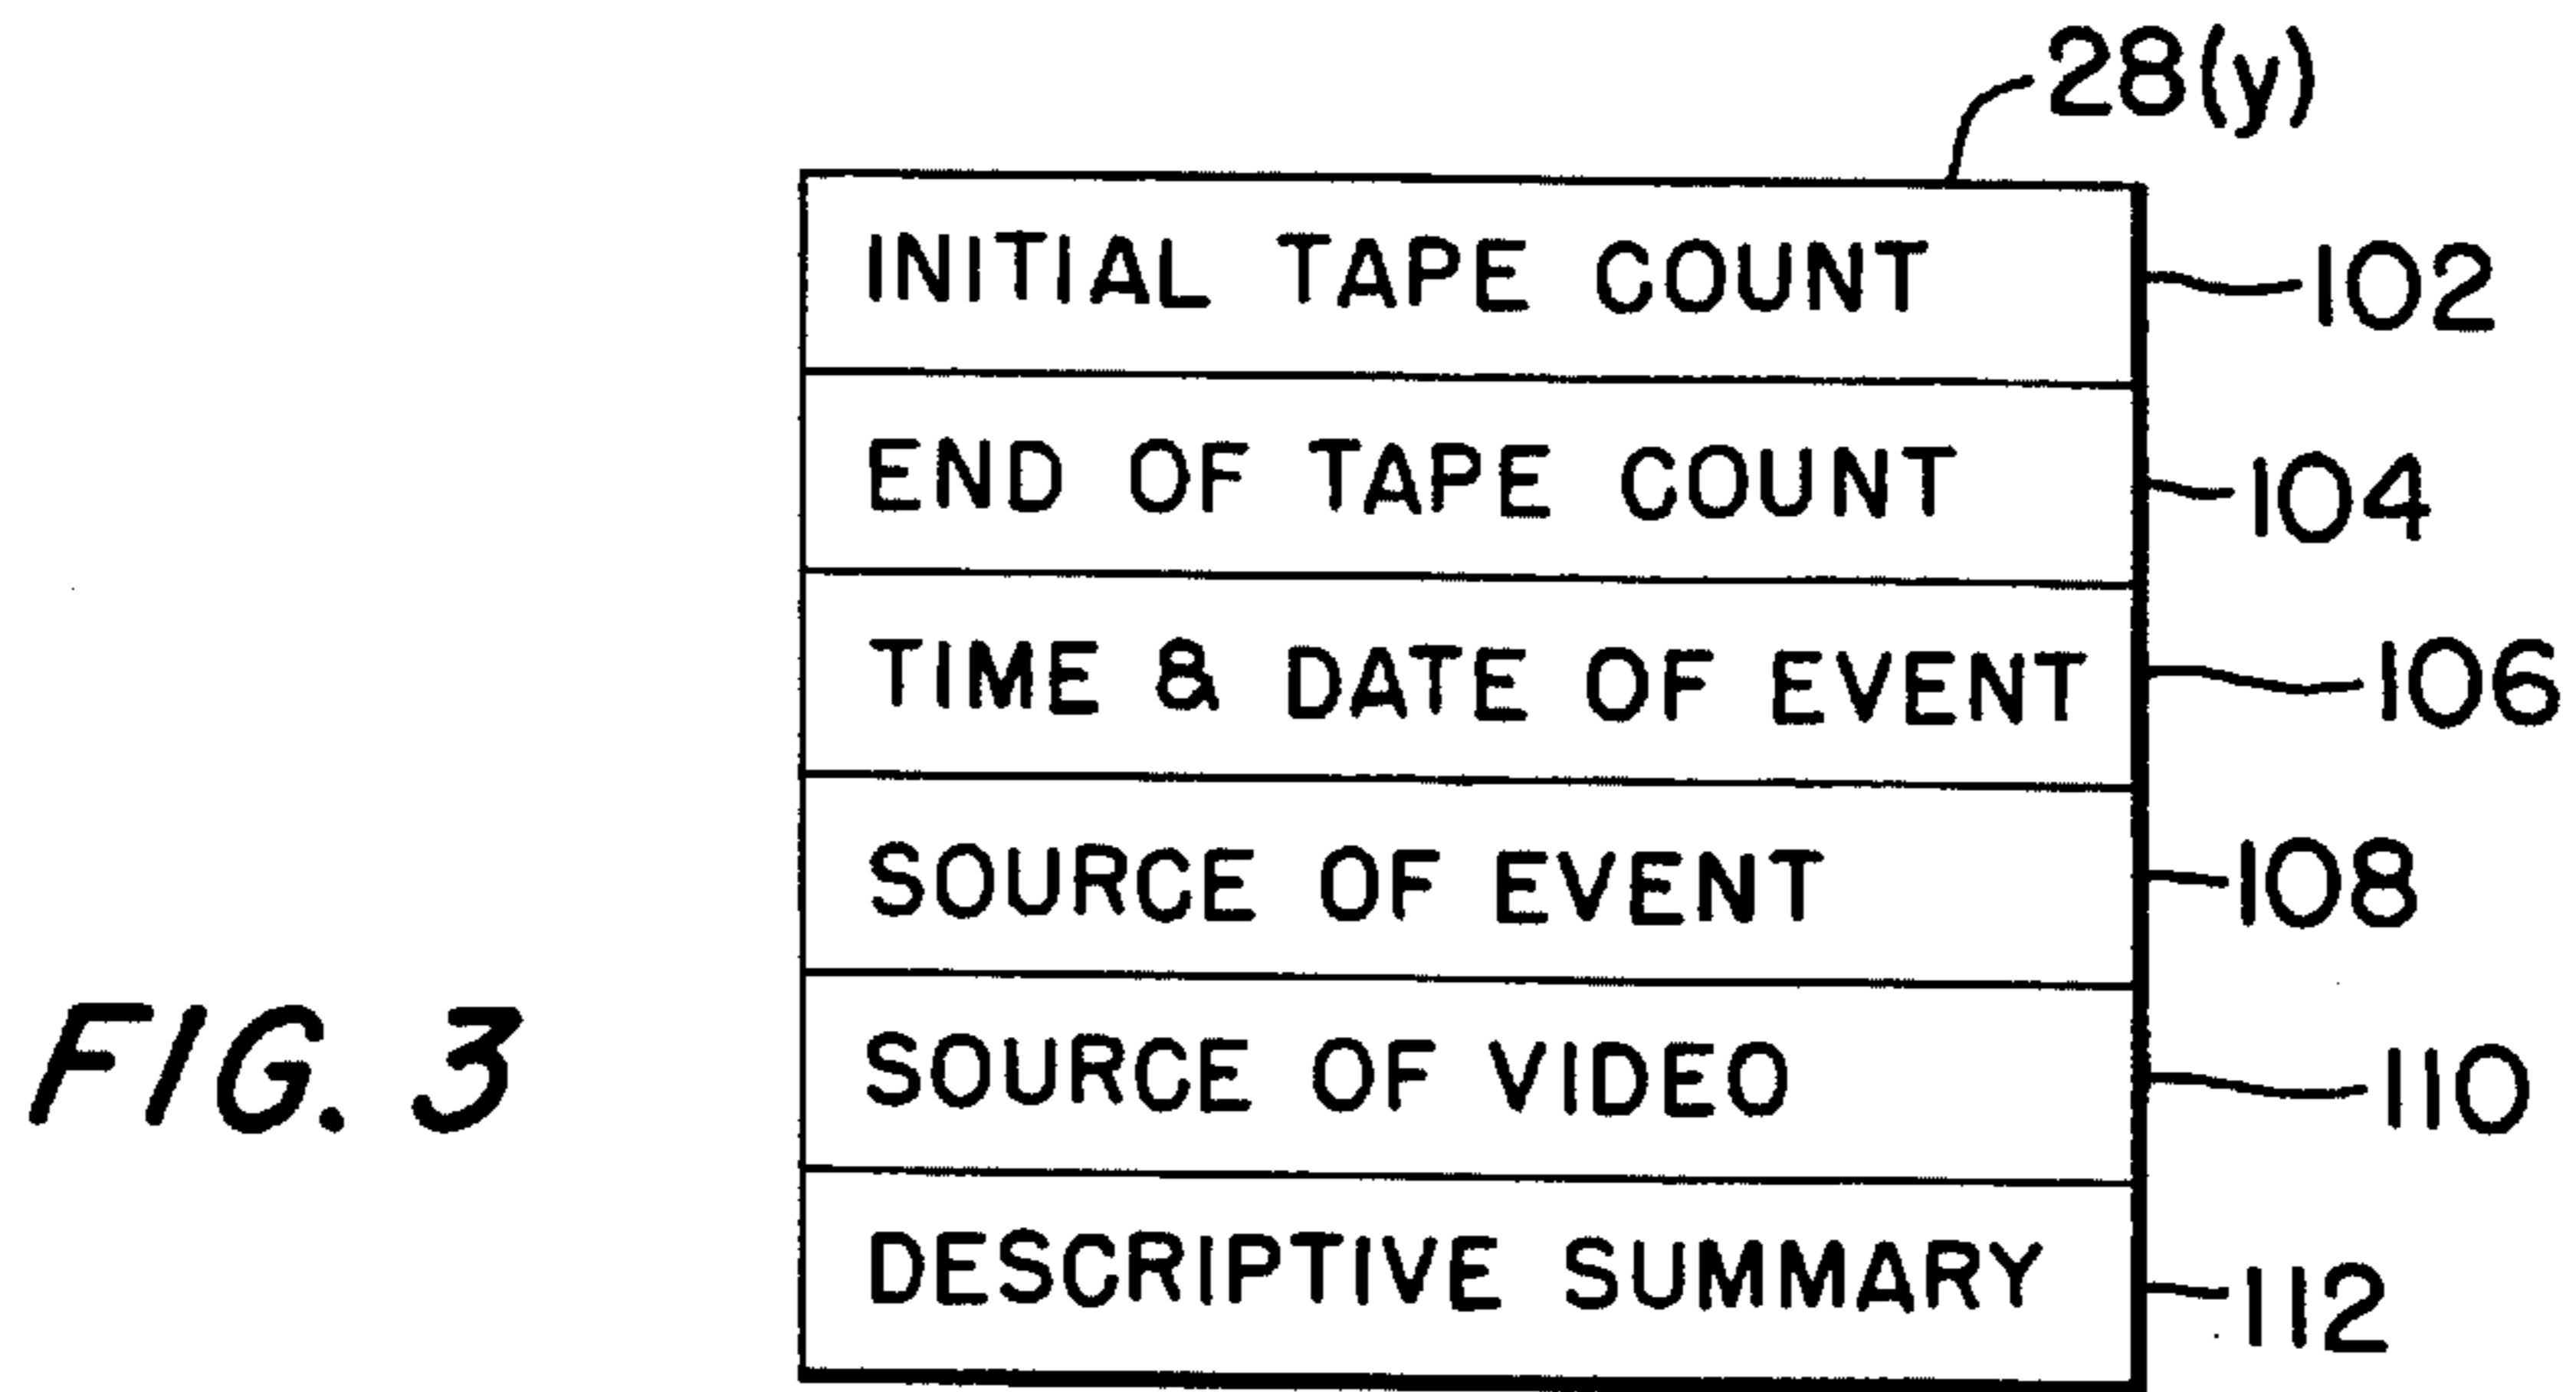 28(y)
INITIAL TAPE COUNT 102
END OF TAPE COUNT 104
TIME & DATE OF EVENT 106
SOURCE OF EVENT 108
SOURCE OF VIDEO 110
DESCRIPTIVE SUMMARY 112
FIG. 3